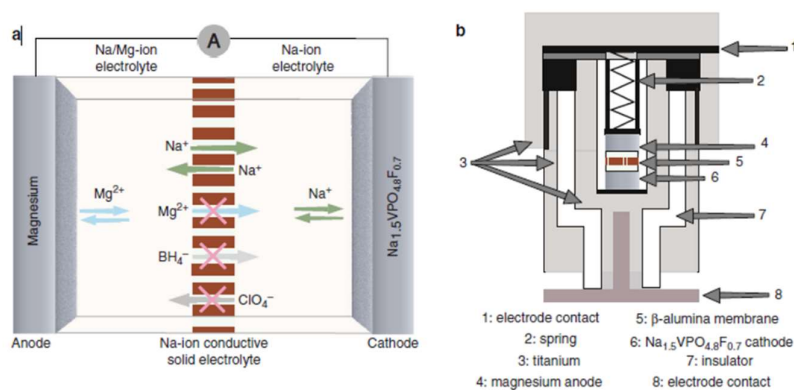 a
A
Na/Mg-ion
electrolyte
Na-ion
electrolyte
Magnesium
Mg²⁺
Na⁺
Na⁺
Mg²⁺
BH₄⁻
ClO₄⁻
Na⁺
Na₁.₅VPO₄.₈F₀.₇
Anode
Na-ion conductive
solid electrolyte
Cathode
b
1
2
3
4
5
6
7
8
1: electrode contact
2: spring
3: titanium
4: magnesium anode
5: β-alumina membrane
6: Na₁.₅VPO₄.₈F₀.₇ cathode
7: insulator
8: electrode contact